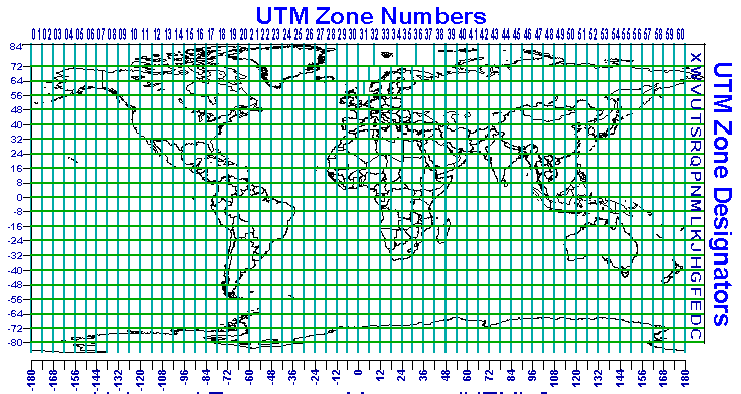 UTM Zone Numbers
01 02 03 04 05 06 07 08 09 10 11 12 13 14 15 16 17 18 19 20 21 22 23 24 25 26 27 28 29 30 31 32 33 34 35 36 37 38 39 40 41 42 43 44 45 46 47 48 49 50 51 52 53 54 55 56 57 58 59 60
84
72
64
56
48
40
32
24
16
8
0
-8
-16
-24
-32
-40
-48
-56
-64
-72
-80
X
W
V
U
T
S
R
Q
P
N
M
L
K
J
H
G
F
E
D
C
UTM Zone Designators
-180 -168 -156 -144 -132 -120 -108 -96 -84 -72 -60 -48 -36 -24 -12 0 12 24 36 48 60 72 84 96 108 120 132 144 156 168 180